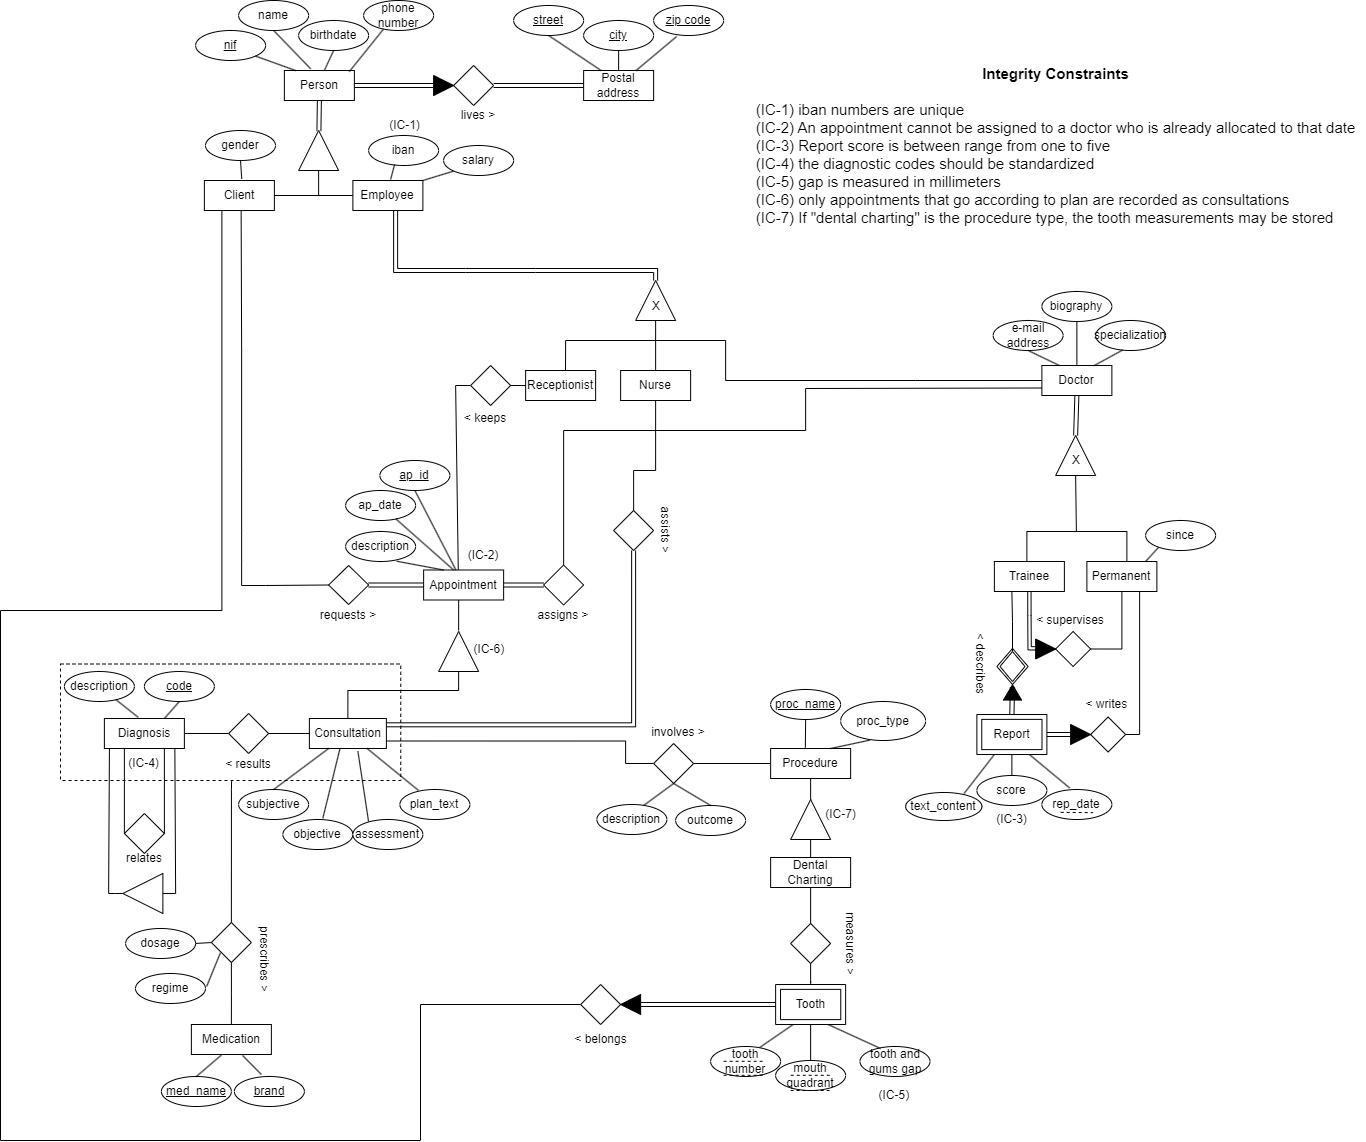 phone
number
name
birthdate
nif
Person
street
city
zip code
Postal
address
lives >
Integrity Constraints
(IC-1) iban numbers are unique
(IC-2) An appointment cannot be assigned to a doctor who is already allocated to that date
(IC-3) Report score is between range from one to five
(IC-4) the diagnostic codes should be standardized
(IC-5) gap is measured in millimeters
(IC-6) only appointments that go according to plan are recorded as consultations
(IC-7) If "dental charting" is the procedure type, the tooth measurements may be stored
(IC-1)
gender
iban
salary
Client
Employee
X
biography
e-mail
address
specialization
Receptionist
Nurse
Doctor
< keeps
X
ap_id
ap_date
description
(IC-2)
assists >
since
Appointment
Trainee
Permanent
requests >
assigns >
< supervises
(IC-6)
< describes
description
code
proc_name
proc_type
< writes
Diagnosis
Consultation
involves >
Report
(IC-4)
< results
Procedure
subjective
plan_text
objective
assessment
description
outcome
(IC-7)
text_content
score
rep_date
(IC-3)
relates
Dental
Charting
dosage
prescribes >
measures >
regime
Tooth
Medication
< belongs
tooth
number
mouth
quadrant
tooth and
gums gap
(IC-5)
med_name
brand